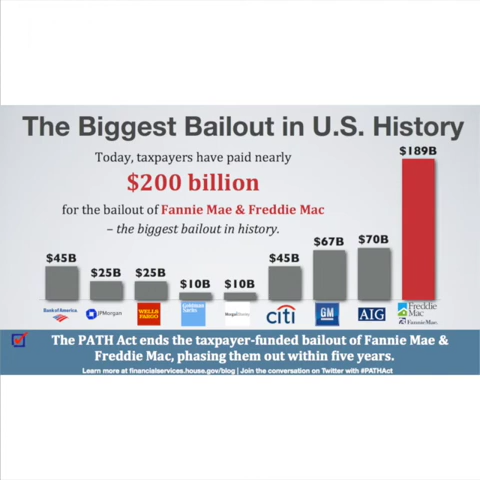 The Biggest Bailout in U.S. History
Today, taxpayers have paid nearly
$200 billion
for the bailout of Fannie Mae & Freddie Mac
– the biggest bailout in history.
$45B
$25B
$25B
$10B
$10B
$45B
$67B
$70B
$189B
Bank of America
JPMorgan
WELLS
FARGO
Goldman
Sachs
MorganStanley
citi
GM
AIG
Freddie
Mac
FannieMae
The PATH Act ends the taxpayer-funded bailout of Fannie Mae &
Freddie Mac, phasing them out within five years.
Learn more at financialservices.house.gov/blog | Join the conversation on Twitter with #PATHAct